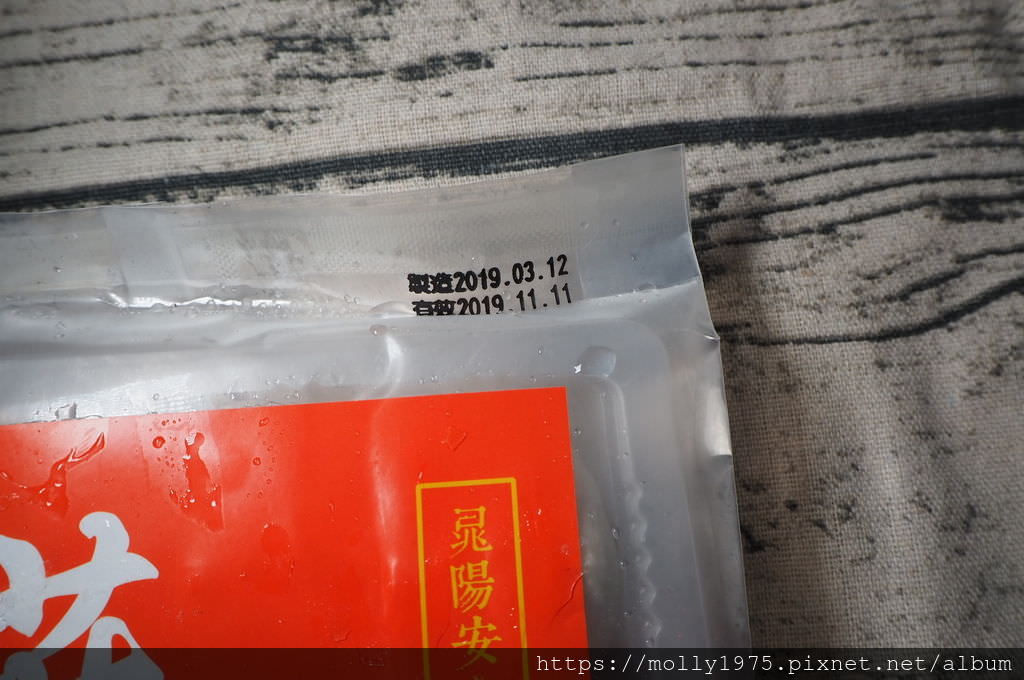 製造2019.03.12
有效2019.11.11
晁陽安
味
https://molly1975.pixnet.net/album